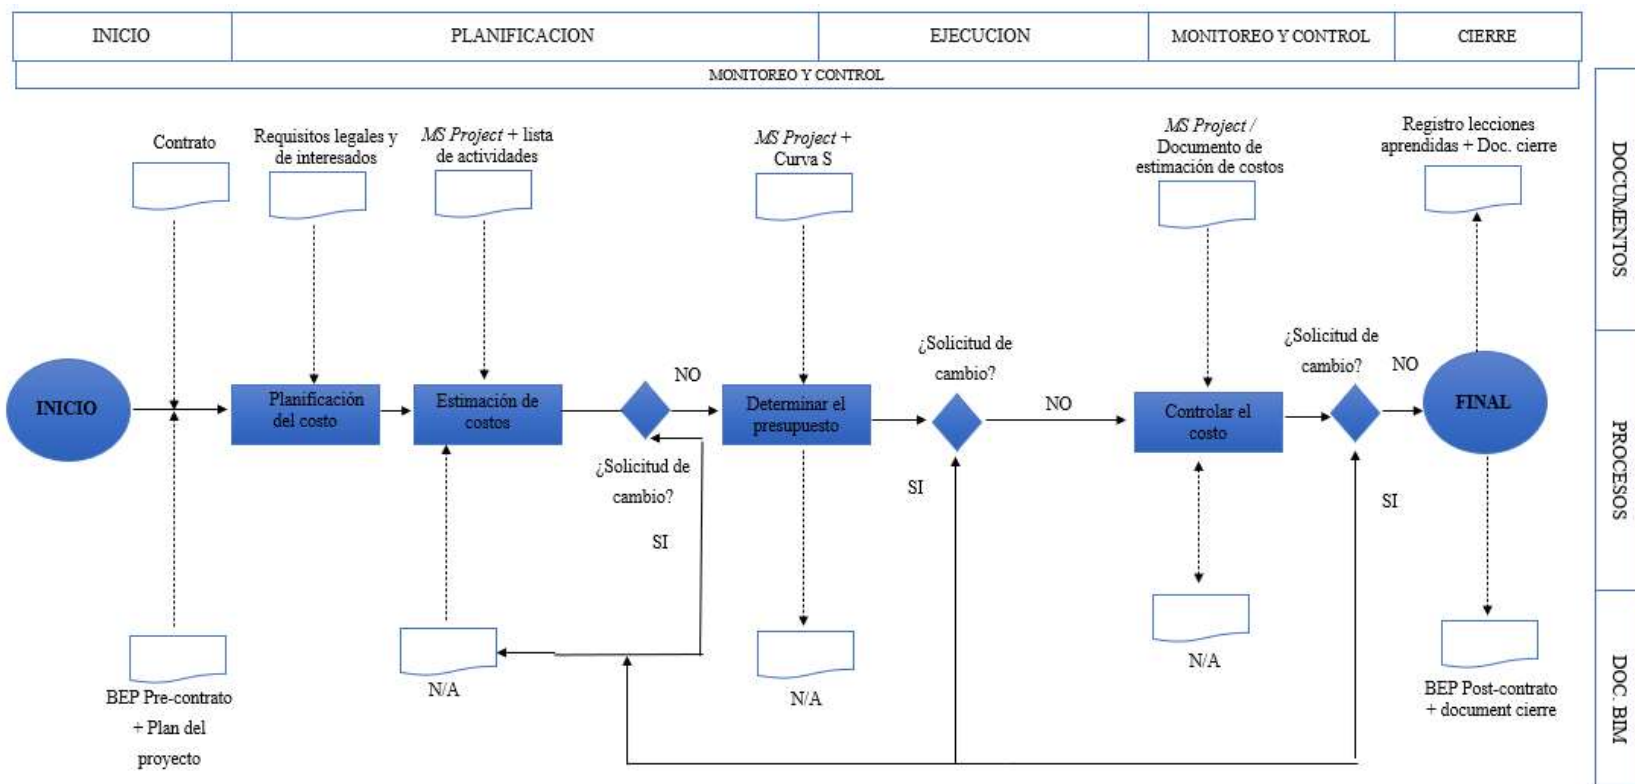 INICIO
PLANIFICACION
EJECUCION
MONITOREO Y CONTROL
CIERRE
MONITOREO Y CONTROL
DOCUMENTOS
Contrato
Requisitos legales y
de interesados
MS Project + lista
de actividades
MS Project +
Curva S
MS Project /
Documento de
estimación de costos
Registro lecciones
aprendidas + Doc. cierre
PROCESOS
INICIO
Planificación
del costo
Estimación de
costos
NO
¿Solicitud de
cambio?
SI
Determinar el
presupuesto
¿Solicitud de
cambio?
NO
SI
Controlar el
costo
¿Solicitud de
cambio?
NO
SI
FINAL
DOC. BIM
BEP Pre-contrato
+ Plan del
proyecto
N/A
N/A
N/A
BEP Post-contrato
+ document cierre